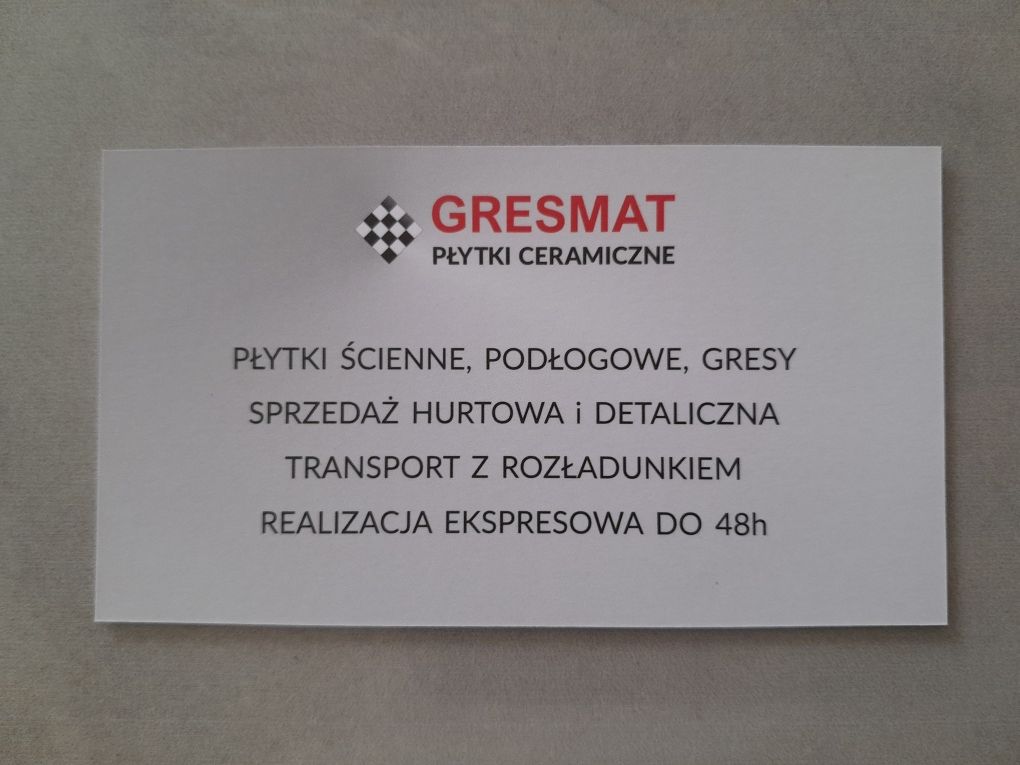 GRESMAT
PŁYTKI CERAMICZNE
PŁYTKI ŚCIENNE, PODŁOGOWE, GRESY
SPRZEDAŻ HURTOWA i DETALICZNA
TRANSPORT Z ROZŁADUNKIEM
REALIZACJA EKSPRESOWA DO 48h